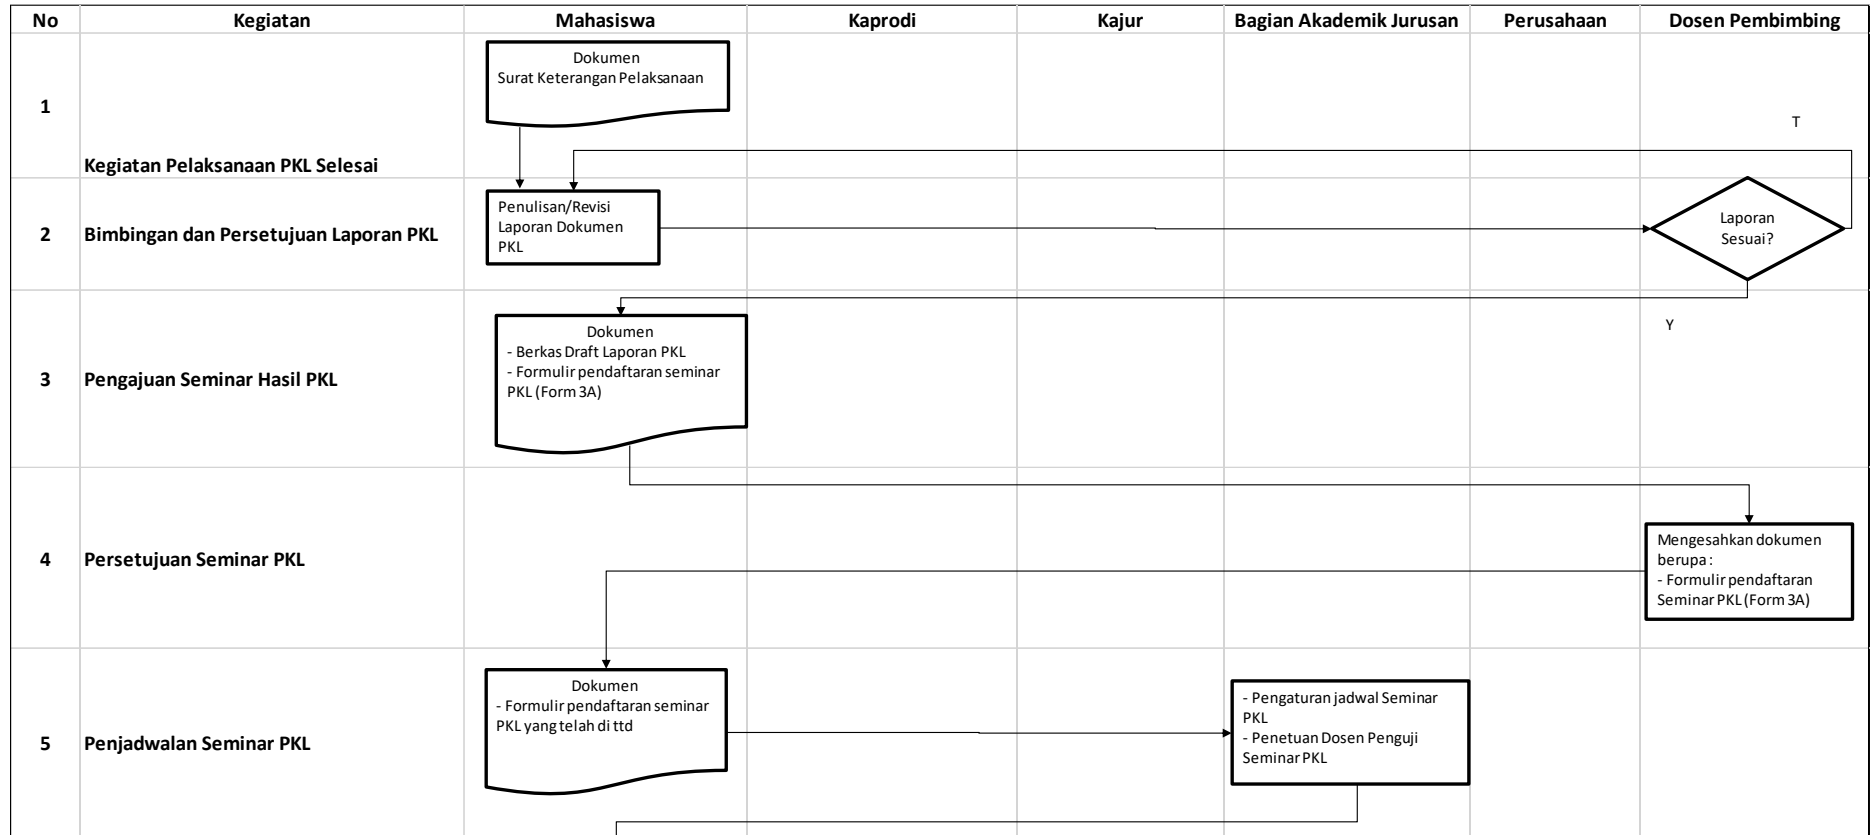 No Kegiatan Mahasiswa Kaprodi Kajur Bagian Akademik Jurusan Perusahaan Dosen Pembimbing
1
Kegiatan Pelaksanaan PKL Selesai
Dokumen
Surat Keterangan Pelaksanaan
T
2
Bimbingan dan Persetujuan Laporan PKL
Penulisan/Revisi
Laporan Dokumen
PKL
Laporan
Sesuai?
Y
3
Pengajuan Seminar Hasil PKL
Dokumen
- Berkas Draft Laporan PKL
- Formulir pendaftaran seminar
PKL (Form 3A)
4
Persetujuan Seminar PKL
Mengesahkan dokumen
berupa :
- Formulir pendaftaran
Seminar PKL (Form 3A)
5
Penjadwalan Seminar PKL
Dokumen
- Formulir pendaftaran seminar
PKL yang telah di ttd
- Pengaturan jadwal Seminar
PKL
- Penetuan Dosen Penguji
Seminar PKL